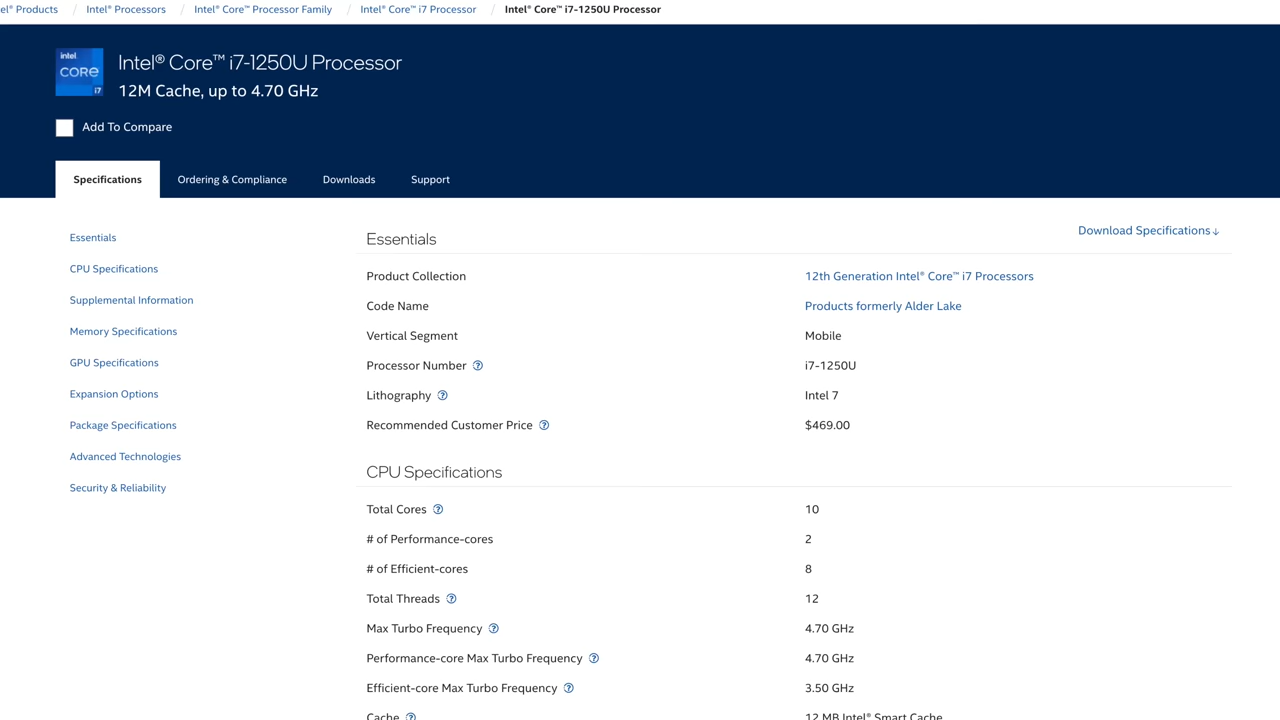 el® Products / Intel® Processors / Intel® Core™ Processor Family / Intel® Core™ i7 Processor / Intel® Core™ i7-1250U Processor
intel
CORE
i7
Intel® Core™ i7-1250U Processor
12M Cache, up to 4.70 GHz
Add To Compare
Specifications Ordering & Compliance Downloads Support
Essentials
CPU Specifications
Supplemental Information
Memory Specifications
GPU Specifications
Expansion Options
Package Specifications
Advanced Technologies
Security & Reliability
Download Specifications↓
Essentials
Product Collection 12th Generation Intel® Core™ i7 Processors
Code Name Products formerly Alder Lake
Vertical Segment Mobile
Processor Number ? i7-1250U
Lithography ? Intel 7
Recommended Customer Price ? $469.00
CPU Specifications
Total Cores ? 10
# of Performance-cores 2
# of Efficient-cores 8
Total Threads ? 12
Max Turbo Frequency ? 4.70 GHz
Performance-core Max Turbo Frequency ? 4.70 GHz
Efficient-core Max Turbo Frequency ? 3.50 GHz
Cache ? 12 MB Intel® Smart Cache